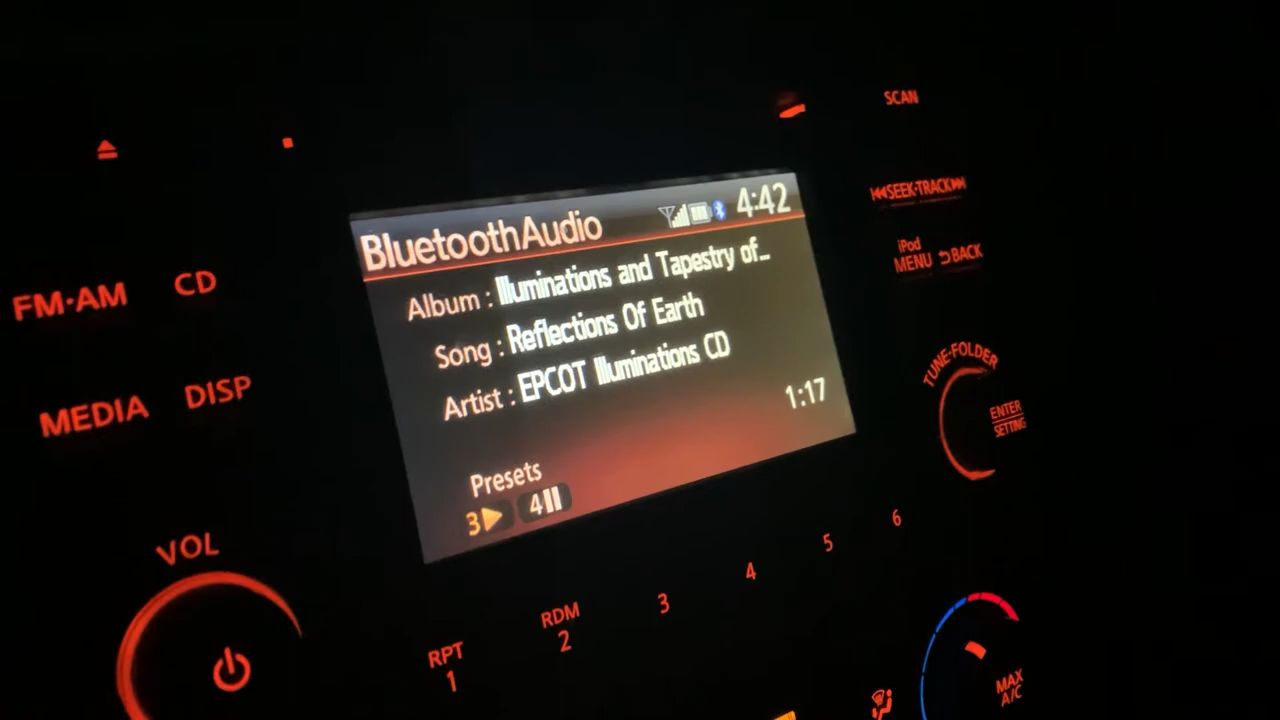 SCAN
SEEK·TRACK
iPod
MENU
BACK
BluetoothAudio 4:42
Album : Illuminations and Tapestry of...
Song : Reflections Of Earth
Artist : EPCOT Illuminations CD
1:17
Presets
3 4
FM·AM CD
MEDIA DISP
TUNE·FOLDER
ENTER
SETTING
VOL
RPT
1
RDM
2
3
4
5
6
MAX
A/C